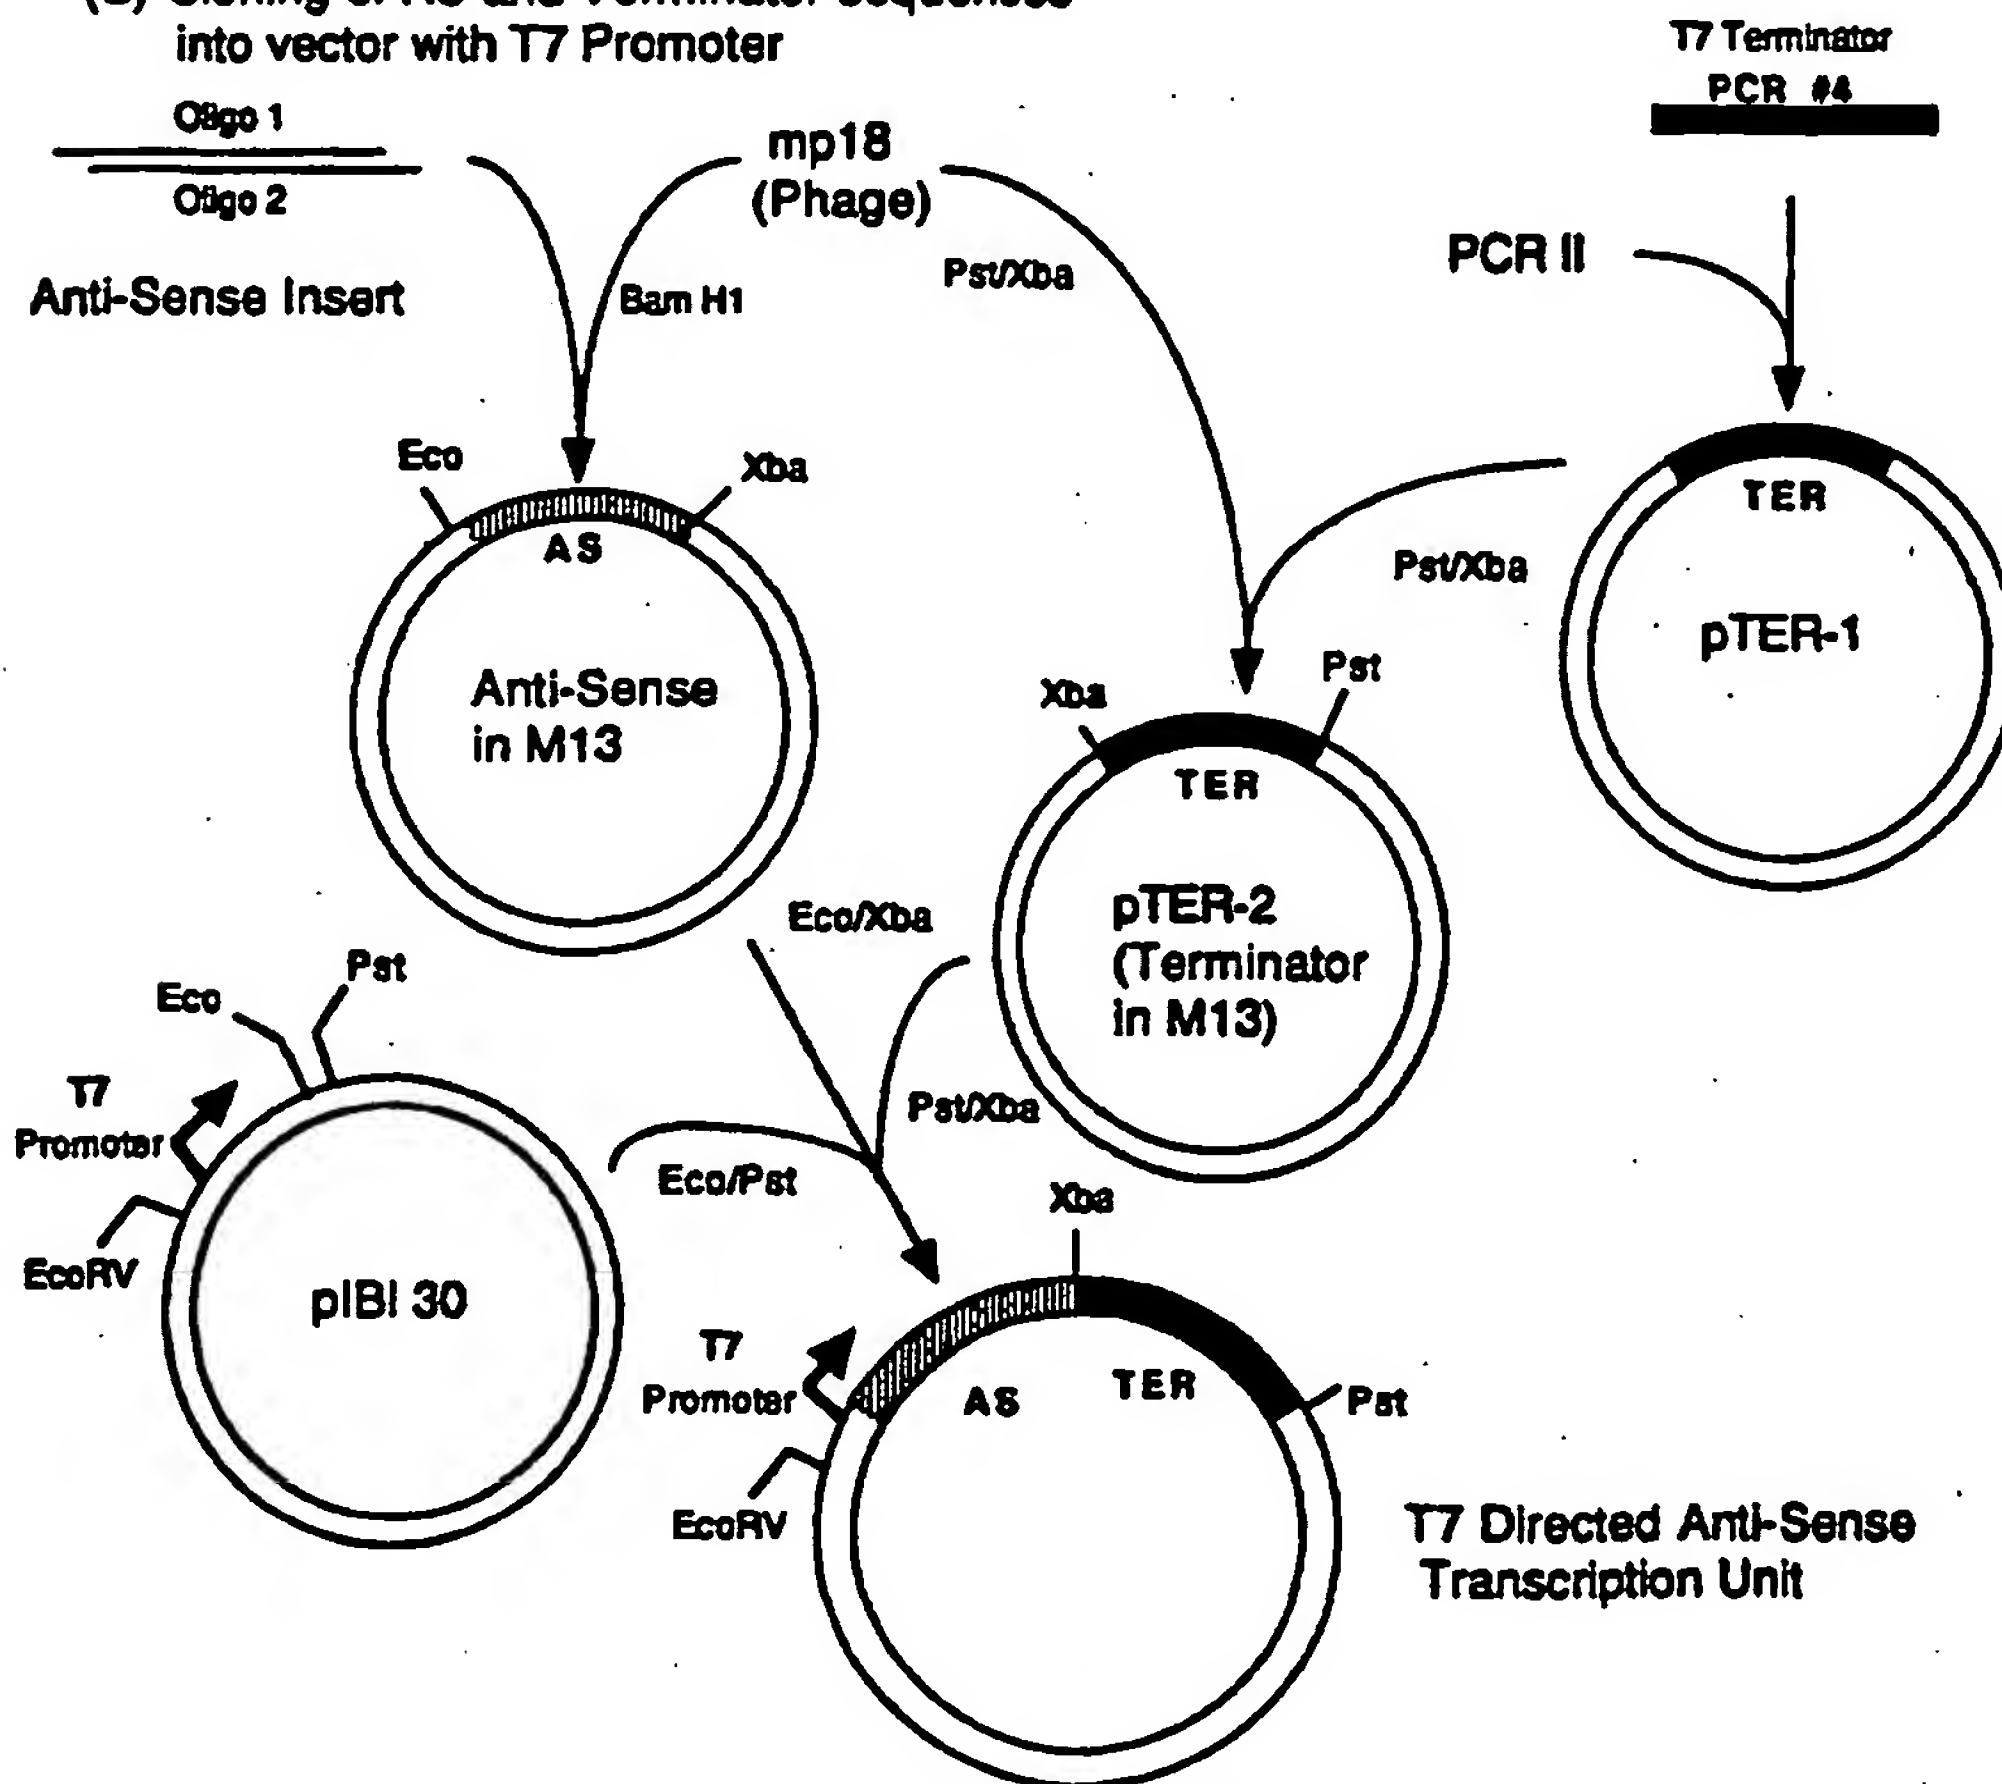 into vector with T7 Promoter
T7 Terminator
PCR #4
Oligo 1
Oligo 2
mp18
(Phage)
Anti-Sense Insert
Bam H1
Pst/Xba
PCR II
Eco
Xba
AS
Anti-Sense
in M13
TER
pTER-1
Pst/Xba
Xba
Pst
TER
pTER-2
(Terminator
in M13)
Eco/Xba
Pst/Xba
Eco
Pst
T7
Promoter
EcoRV
pIBI 30
Eco/Pst
Xba
T7
Promoter
AS
TER
Pst
EcoRV
T7 Directed Anti-Sense
Transcription Unit